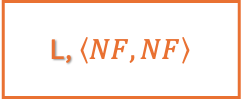 L, ⟨NF, NF⟩